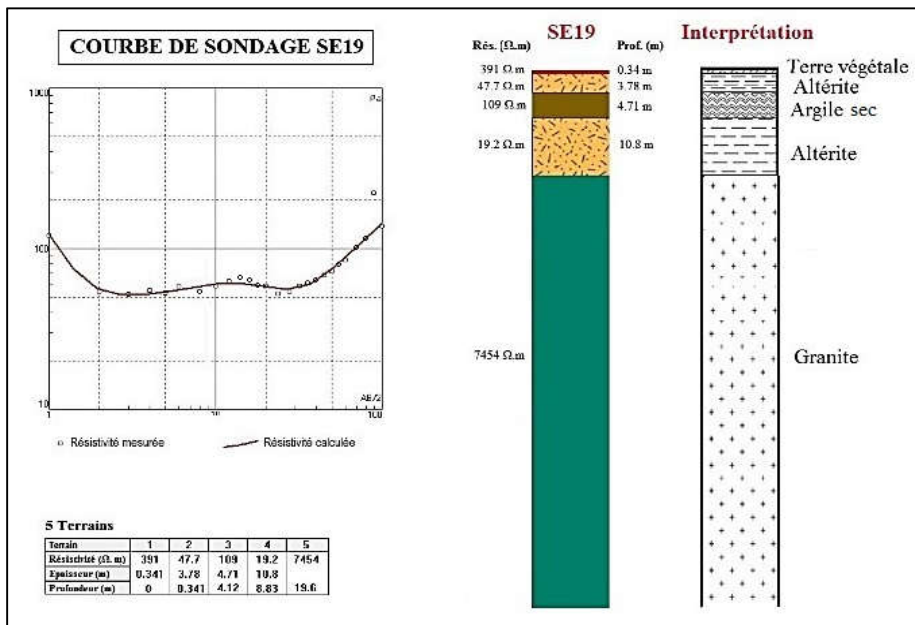 COURBE DE SONDAGE SE19
1000
ρa
100
10
1
10
100
AB/2
Résistivité mesurée
Résistivité calculée
5 Terrains
Terrain 1 2 3 4 5
Résistivité (Ω. m) 391 47.7 109 19.2 7454
Epaisseur (m) 0.341 3.78 4.71 10.8
Profondeur (m) 0 0.341 4.12 8.83 19.6
Rés. (Ω.m) SE19 Prof. (m) Interprétation
391 Ω.m 0.34 m Terre végétale
47.7 Ω.m 3.78 m Altérite
109 Ω.m 4.71 m Argile sec
19.2 Ω.m 10.8 m Altérite
7454 Ω.m Granite